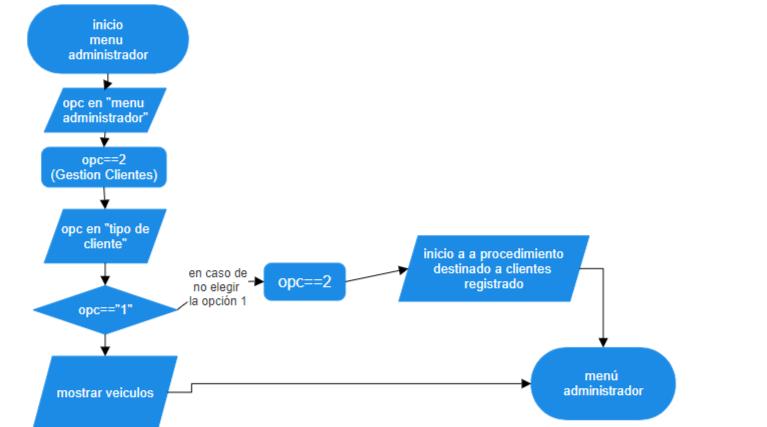 inicio
menu
administrador
opc en "menu
administrador"
opc==2
(Gestion Clientes)
opc en "tipo de
cliente"
opc=="1"
en caso de
no elegir
la opción 1
opc==2
inicio a a procedimiento
destinado a clientes
registrado
mostrar veiculos
menú
administrador